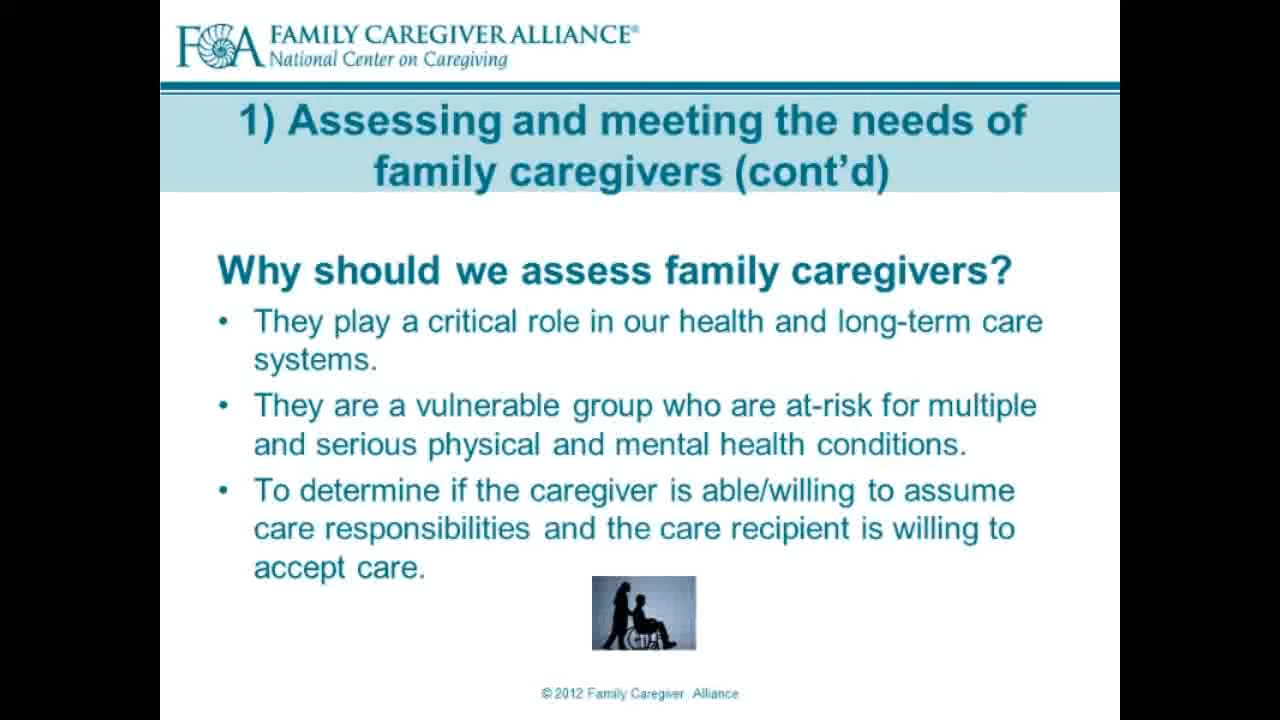 FCA FAMILY CAREGIVER ALLIANCE®
National Center on Caregiving
1) Assessing and meeting the needs of
family caregivers (cont’d)
Why should we assess family caregivers?
• They play a critical role in our health and long-term care
systems.
• They are a vulnerable group who are at-risk for multiple
and serious physical and mental health conditions.
• To determine if the caregiver is able/willing to assume
care responsibilities and the care recipient is willing to
accept care.
© 2012 Family Caregiver Alliance